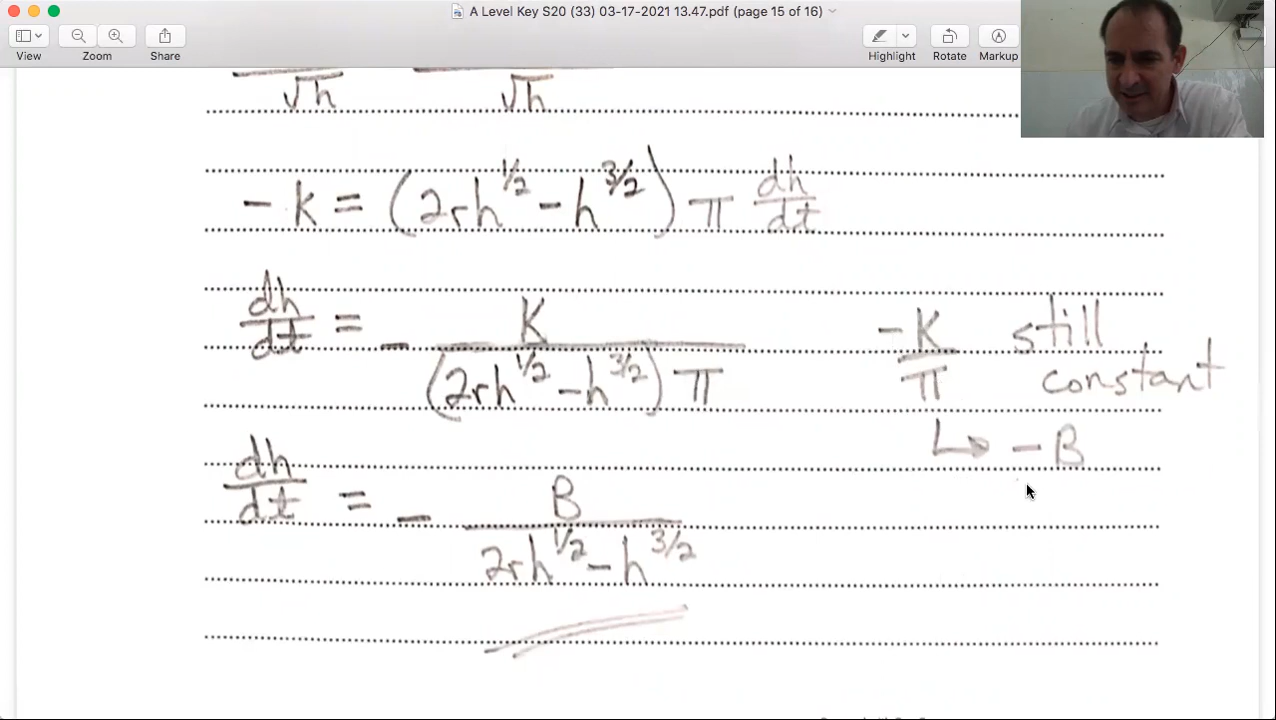 A Level Key S20 (33) 03-17-2021 13.47.pdf (page 15 of 16)
View Zoom Share Highlight Rotate Markup
√h √h
- k = (2rh^1/2 - h^3/2) π dh/dt
dh/dt = - K/((2rh^1/2 - h^3/2) π)
-K/π still constant
↳ -B
dh/dt = - B/(2rh^1/2 - h^3/2)